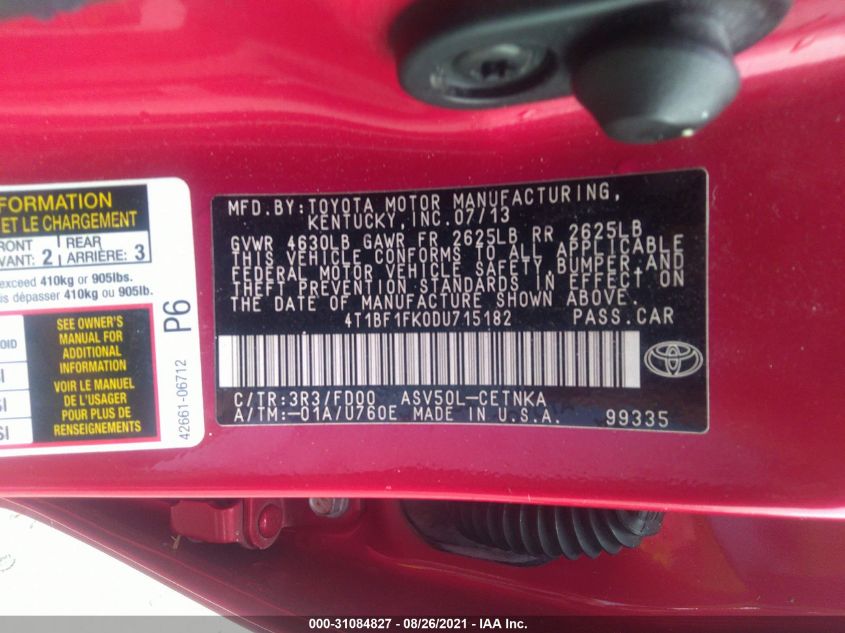 FORMATION
ET LE CHARGEMENT
FRONT
VANT: 2
REAR
ARRIÈRE: 3
exceed 410kg or 905lbs.
dépasser 410kg ou 905lb.
SEE OWNER'S
MANUAL FOR
ADDITIONAL
INFORMATION
VOIR LE MANUEL
DE L'USAGER
POUR PLUS DE
RENSEIGNEMENTS
P6
42661-06712
MFD.BY:TOYOTA MOTOR MANUFACTURING,
KENTUCKY,INC.07/13
GVWR 4630LB GAWR FR 2625LB RR 2625LB
THIS VEHICLE CONFORMS TO ALL APPLICABLE
FEDERAL MOTOR VEHICLE SAFETY,BUMPER,AND
THEFT PREVENTION STANDARDS IN EFFECT ON
THE DATE OF MANUFACTURE SHOWN ABOVE.
4T1BF1FK0DU715182 PASS.CAR
C/TR:3R3/FD00 ASV50L-CETNKA
A/TM:-01A/U760E MADE IN U.S.A. 99335
000-31084827 - 08/26/2021 - IAA Inc.